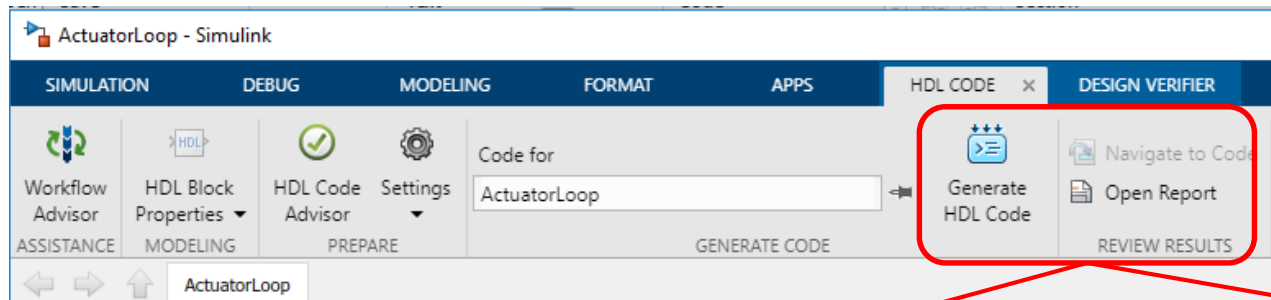 ActuatorLoop - Simulink
SIMULATION DEBUG MODELING FORMAT APPS HDL CODE × DESIGN VERIFIER
HDL
Workflow Advisor
HDL Block Properties
HDL Code Advisor
Settings
Code for
ActuatorLoop
Generate HDL Code
Navigate to Code
Open Report
ASSISTANCE MODELING PREPARE GENERATE CODE REVIEW RESULTS
ActuatorLoop